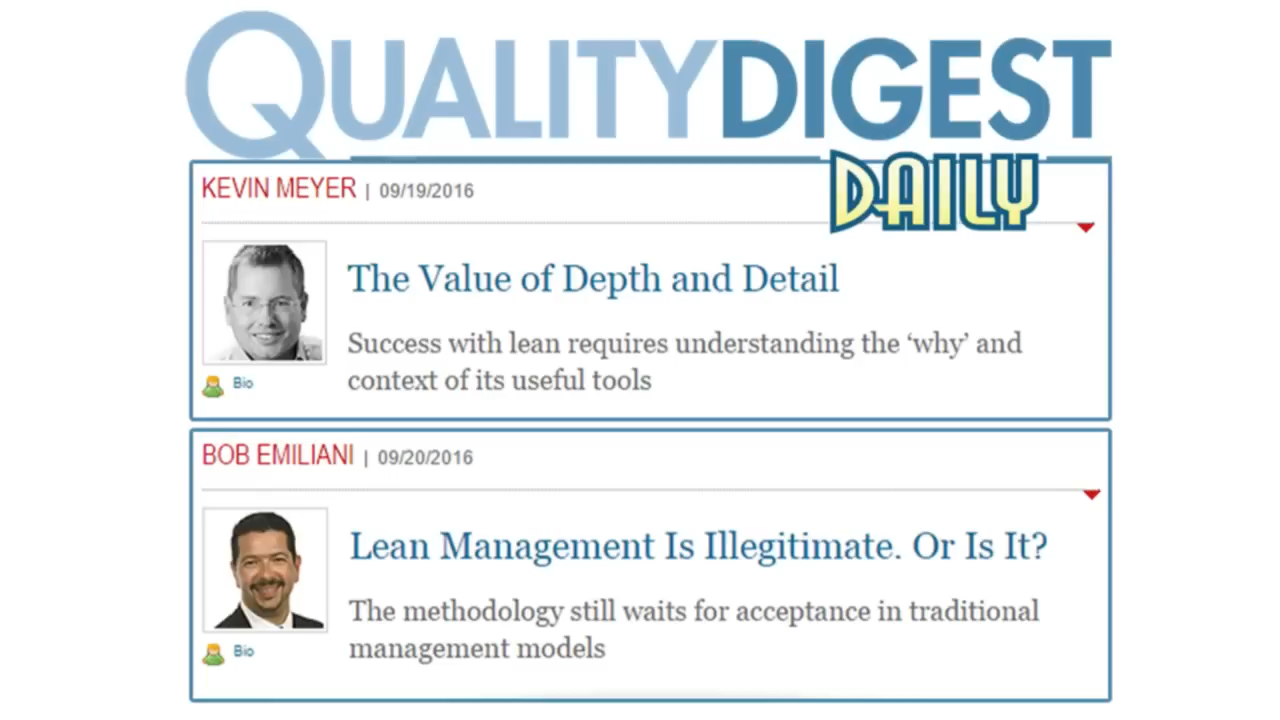 QUALITYDIGEST
DAILY
KEVIN MEYER | 09/19/2016
The Value of Depth and Detail
Success with lean requires understanding the ‘why’ and
context of its useful tools
Bio
BOB EMILIANI | 09/20/2016
Lean Management Is Illegitimate. Or Is It?
The methodology still waits for acceptance in traditional
management models
Bio